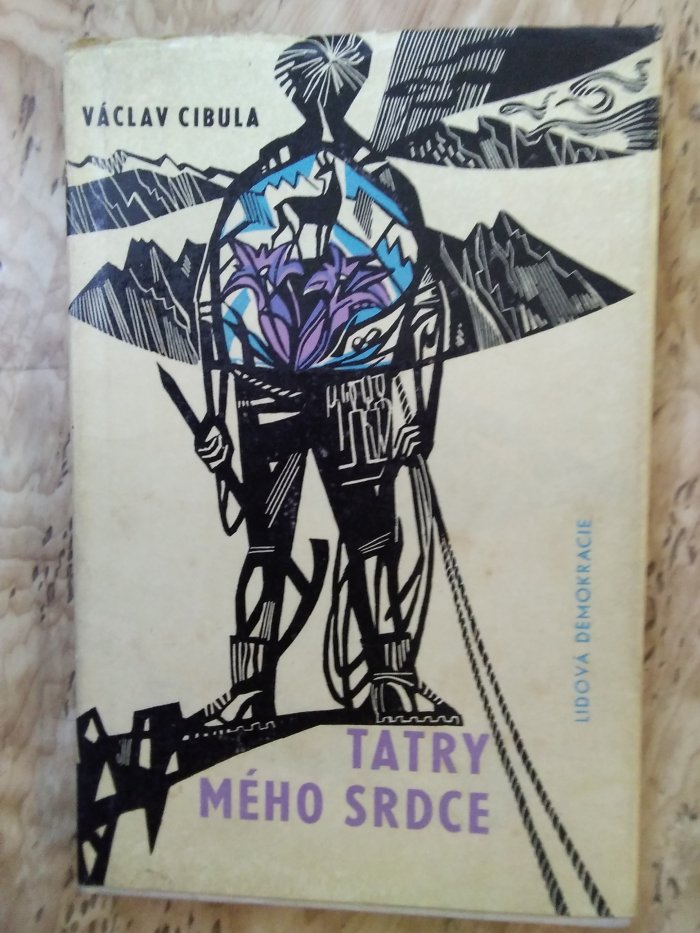 VÁCLAV CIBULA
LIDOVÁ DEMOKRACIE
TATRY
MÉHO SRDCE